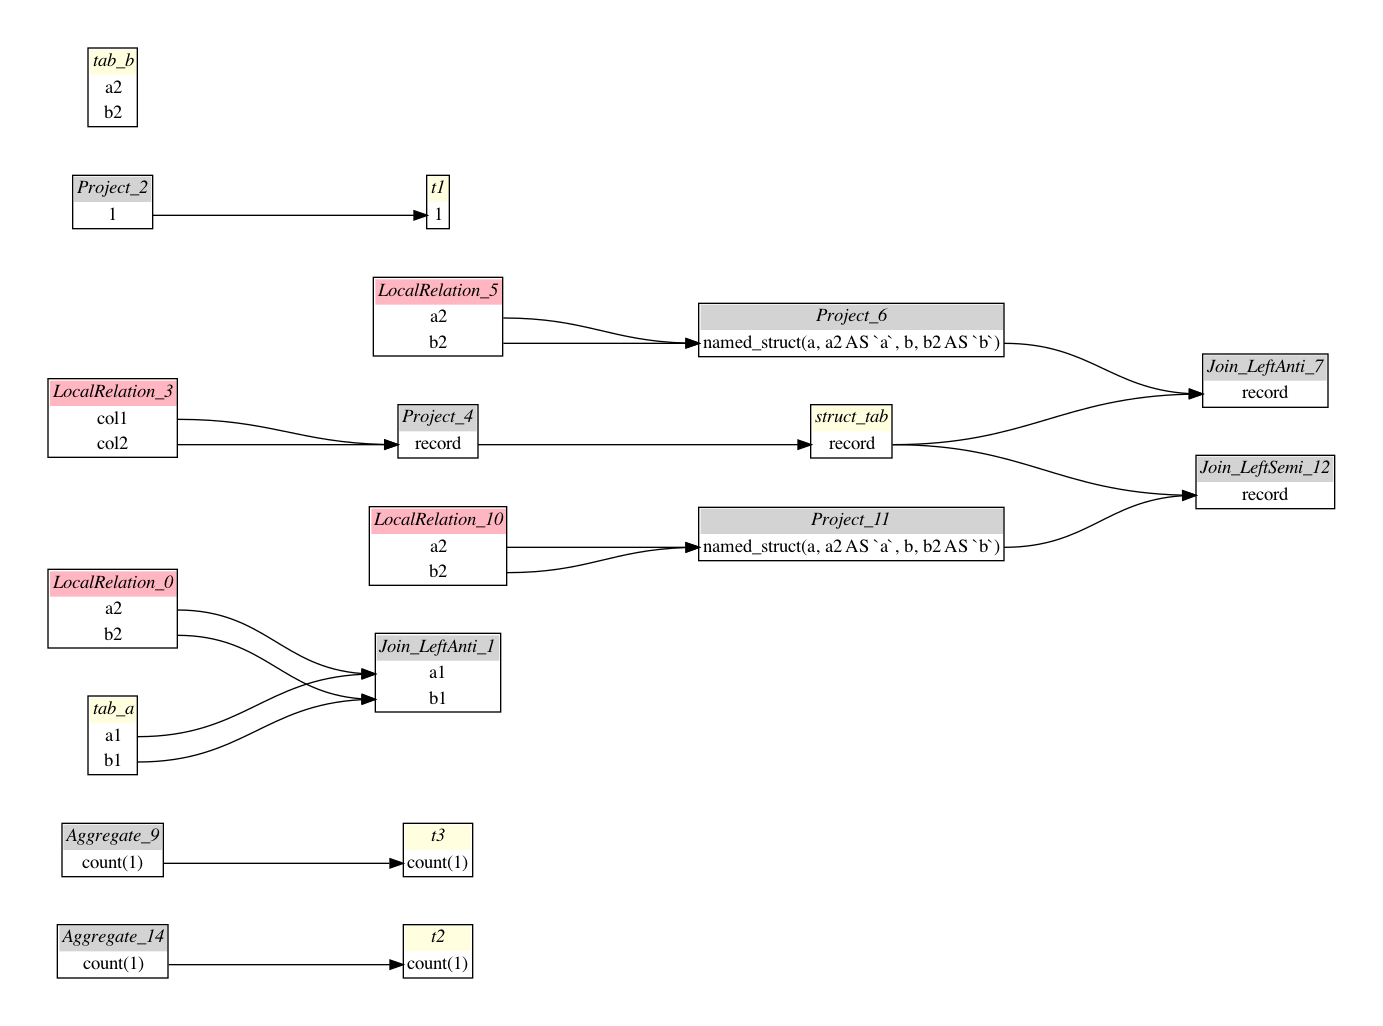 tab_b
a2
b2
Project_2
1
t1
1
LocalRelation_5
a2
b2
Project_6
named_struct(a, a2 AS `a`, b, b2 AS `b`)
Join_LeftAnti_7
record
LocalRelation_3
col1
col2
Project_4
record
struct_tab
record
Join_LeftSemi_12
record
LocalRelation_10
a2
b2
Project_11
named_struct(a, a2 AS `a`, b, b2 AS `b`)
LocalRelation_0
a2
b2
Join_LeftAnti_1
a1
b1
tab_a
a1
b1
Aggregate_9
count(1)
t3
count(1)
Aggregate_14
count(1)
t2
count(1)